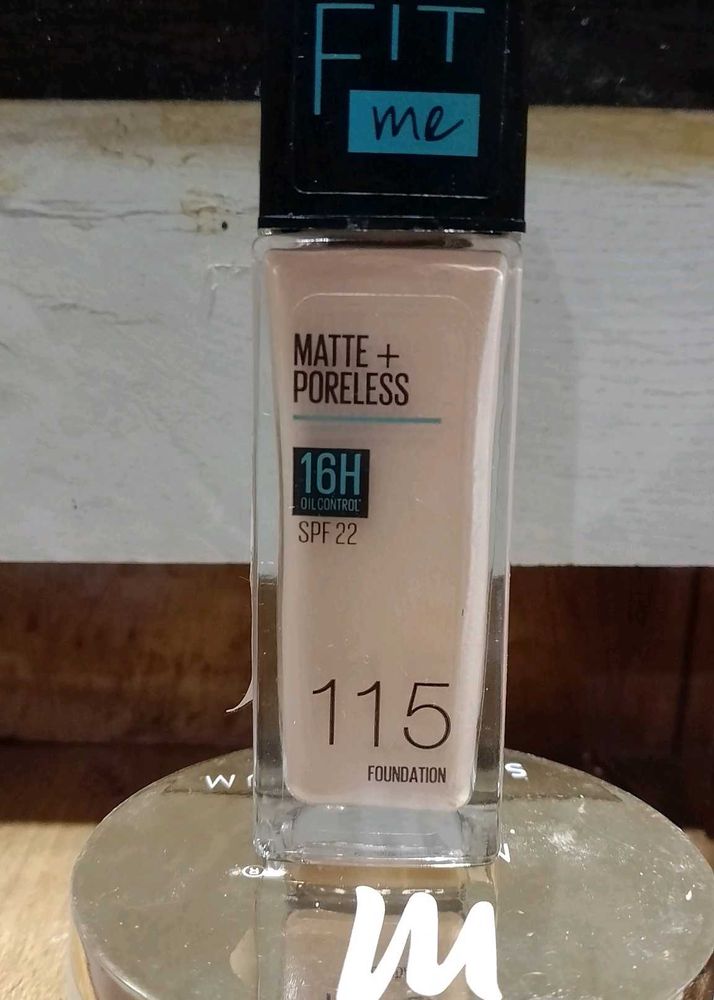 FIT
me
MATTE +
PORELESS
16H
OIL CONTROL
SPF 22
115
FOUNDATION
m